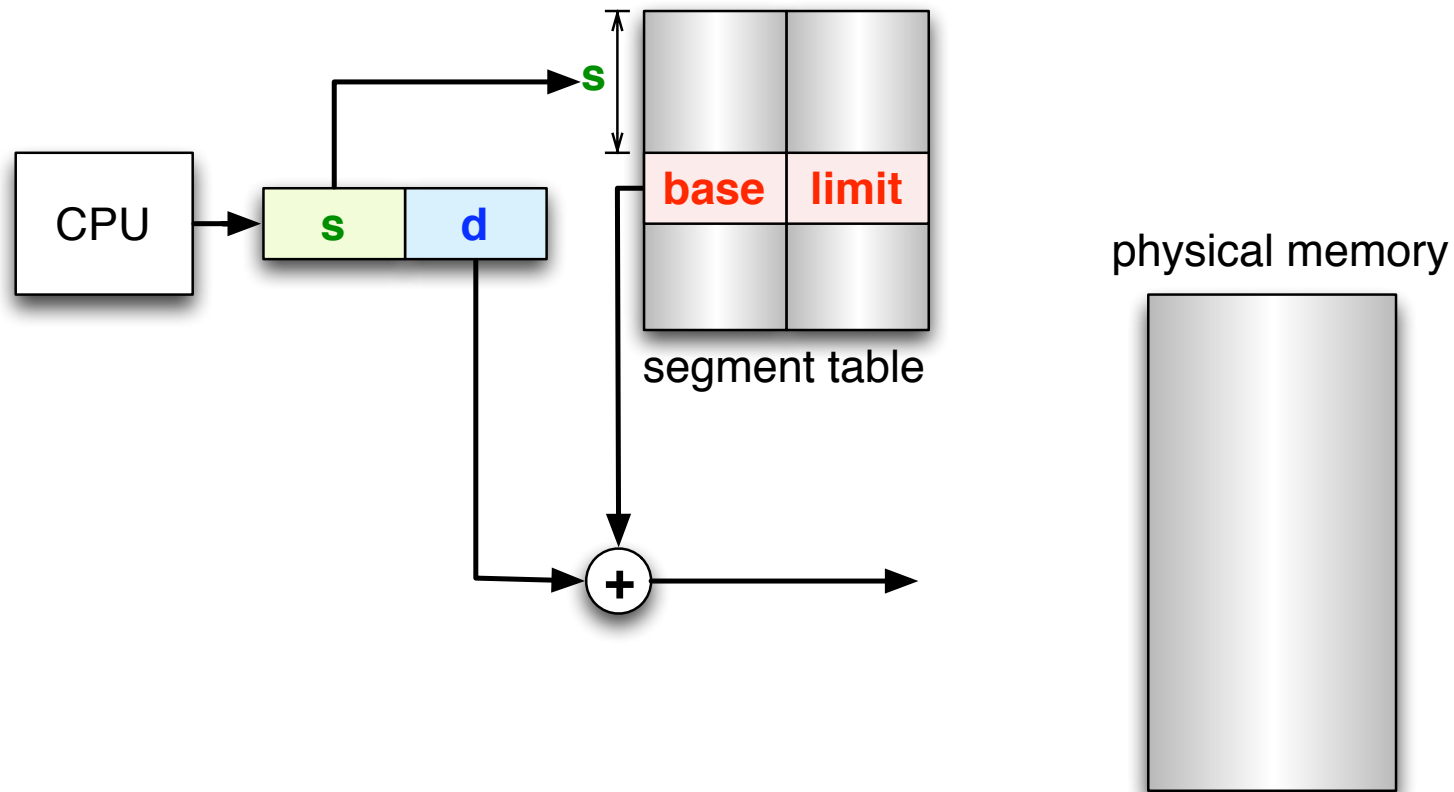 s
base limit
CPU
s d
physical memory
segment table
+